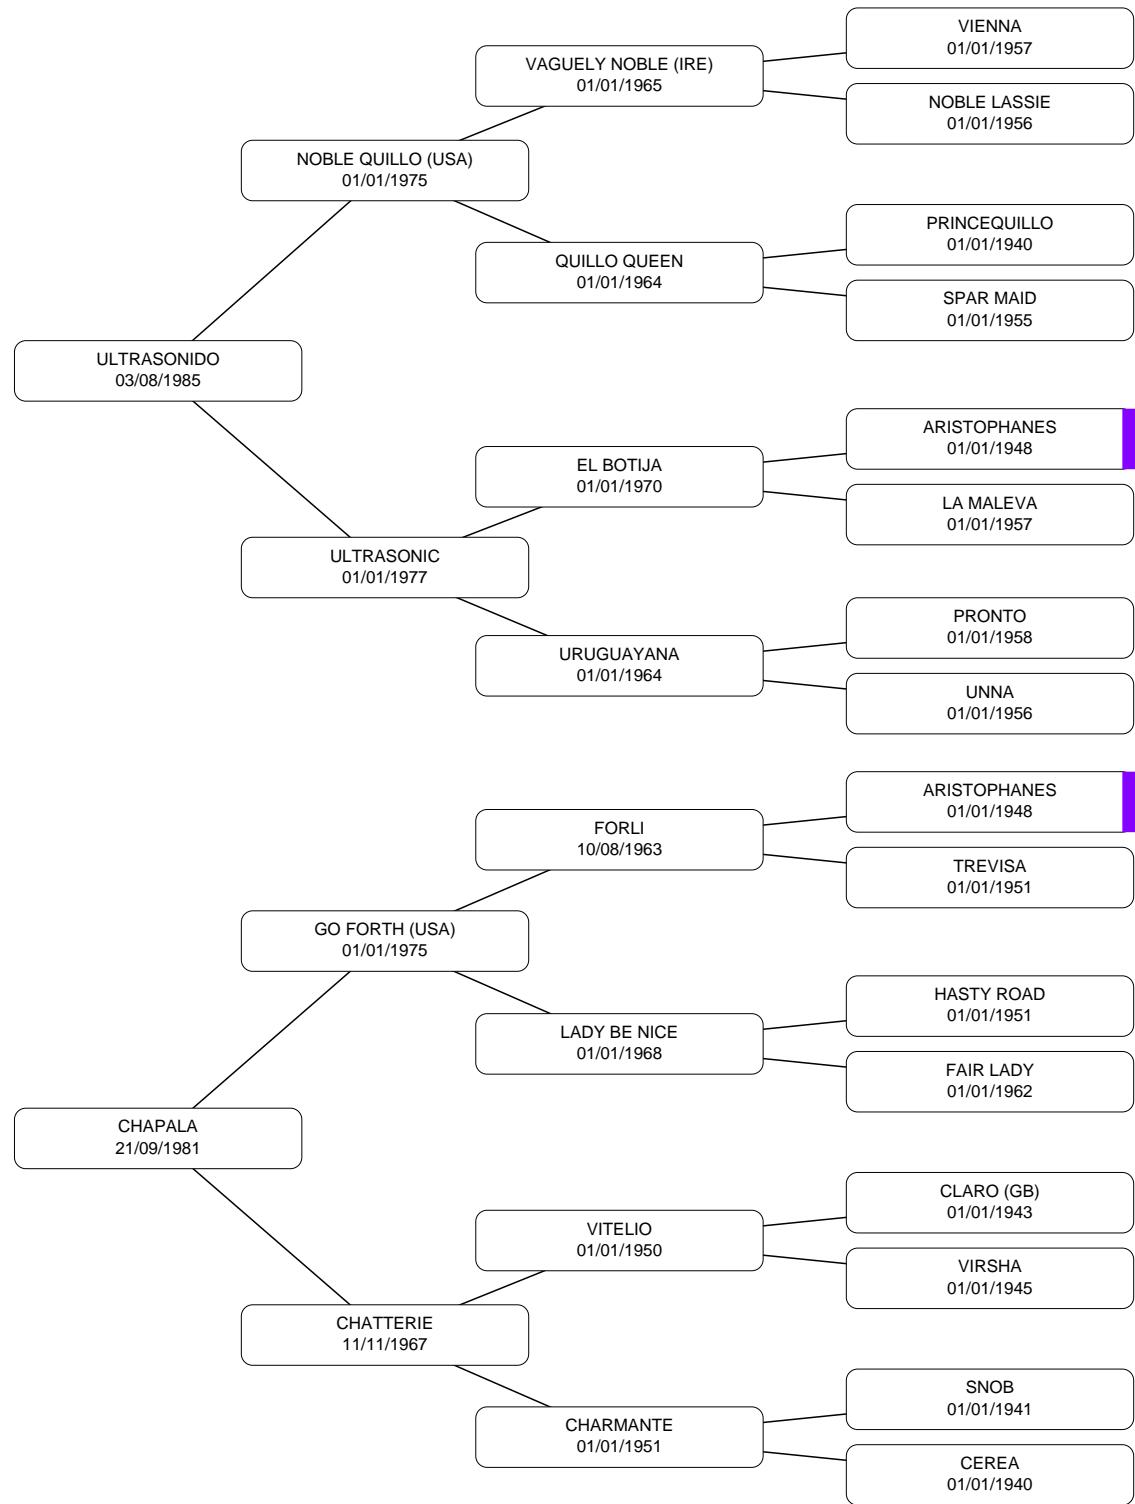 VIENNA
01/01/1957
VAGUELY NOBLE (IRE)
01/01/1965
NOBLE LASSIE
01/01/1956
NOBLE QUILLO (USA)
01/01/1975
PRINCEQUILLO
01/01/1940
QUILLO QUEEN
01/01/1964
SPAR MAID
01/01/1955
ULTRASONIDO
03/08/1985
ARISTOPHANES
01/01/1948
EL BOTIJA
01/01/1970
LA MALEVA
01/01/1957
ULTRASONIC
01/01/1977
PRONTO
01/01/1958
URUGUAYANA
01/01/1964
UNNA
01/01/1956
ARISTOPHANES
01/01/1948
FORLI
10/08/1963
TREVISA
01/01/1951
GO FORTH (USA)
01/01/1975
HASTY ROAD
01/01/1951
LADY BE NICE
01/01/1968
FAIR LADY
01/01/1962
CHAPALA
21/09/1981
CLARO (GB)
01/01/1943
VITELIO
01/01/1950
VIRSHA
01/01/1945
CHATTERIE
11/11/1967
SNOB
01/01/1941
CHARMANTE
01/01/1951
CEREA
01/01/1940